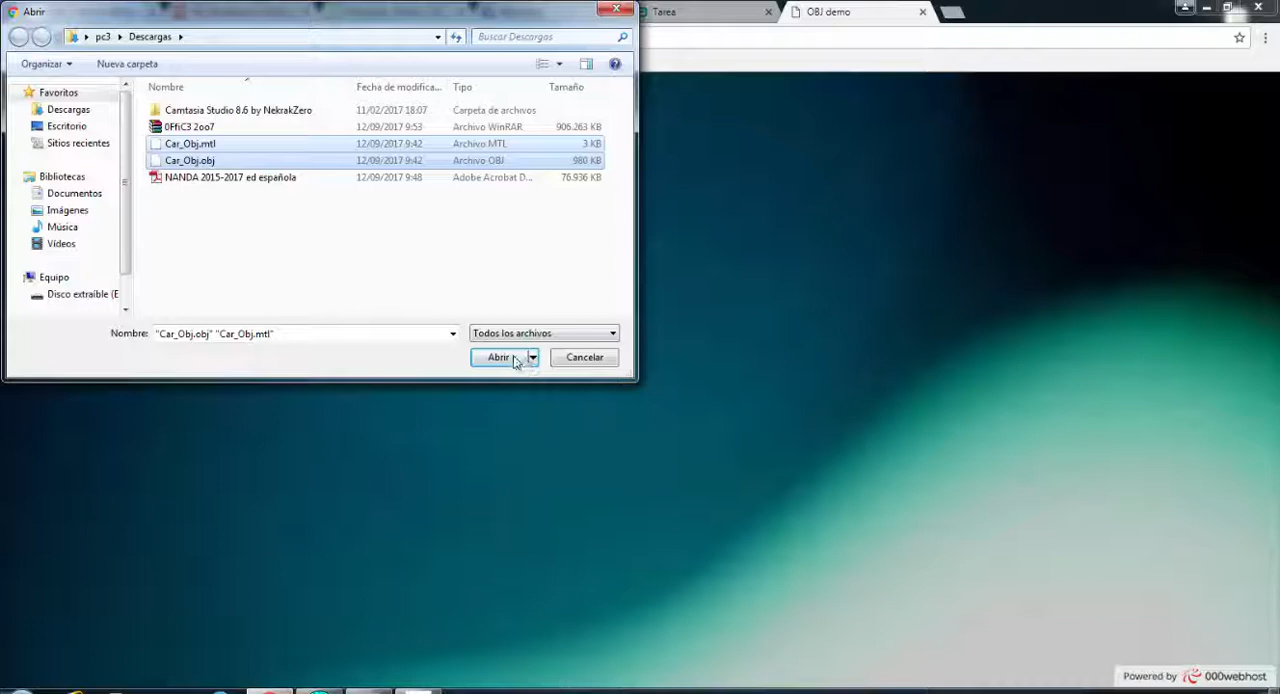 Abrir
Tarea
OBJ demo
pc3 Descargas
Buscar Descargas
Organizar
Nueva carpeta
Nombre Fecha de modifica... Tipo Tamaño
Favoritos
Descargas
Escritorio
Sitios recientes
Bibliotecas
Documentos
Imágenes
Música
Vídeos
Equipo
Disco extraíble (E
Camtasia Studio 8.6 by NekrakZero 11/02/2017 18:07 Carpeta de archivos
0FfiC3 2oo7 12/09/2017 9:53 Archivo WinRAR 906.263 KB
Car_Obj.mtl 12/09/2017 9:42 Archivo MTL 3 KB
Car_Obj.obj 12/09/2017 9:42 Archivo OBJ 980 KB
NANDA 2015-2017 ed española 12/09/2017 9:48 Adobe Acrobat D... 76.936 KB
Nombre: "Car_Obj.obj" "Car_Obj.mtl"
Todos los archivos
Abrir
Cancelar
Powered by 000webhost